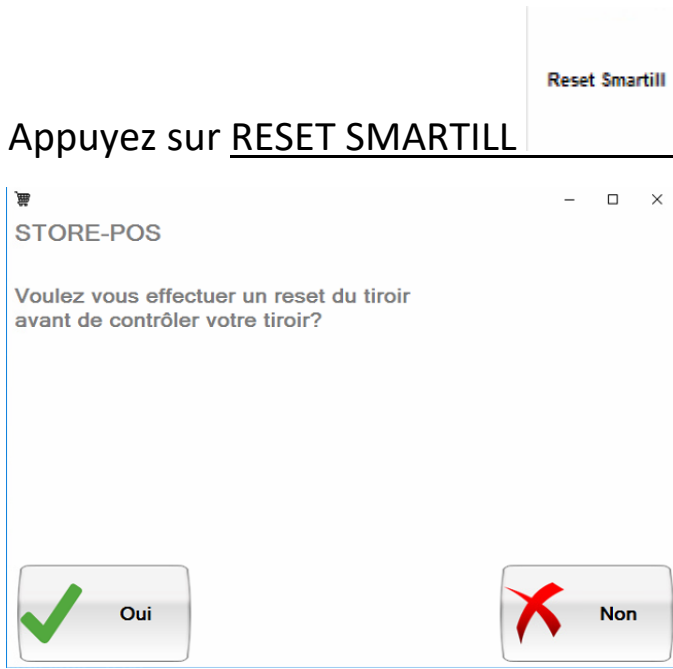 Reset Smartill
Appuyez sur RESET SMARTILL
STORE-POS
Voulez vous effectuer un reset du tiroir
avant de contrôler votre tiroir?
Oui
Non